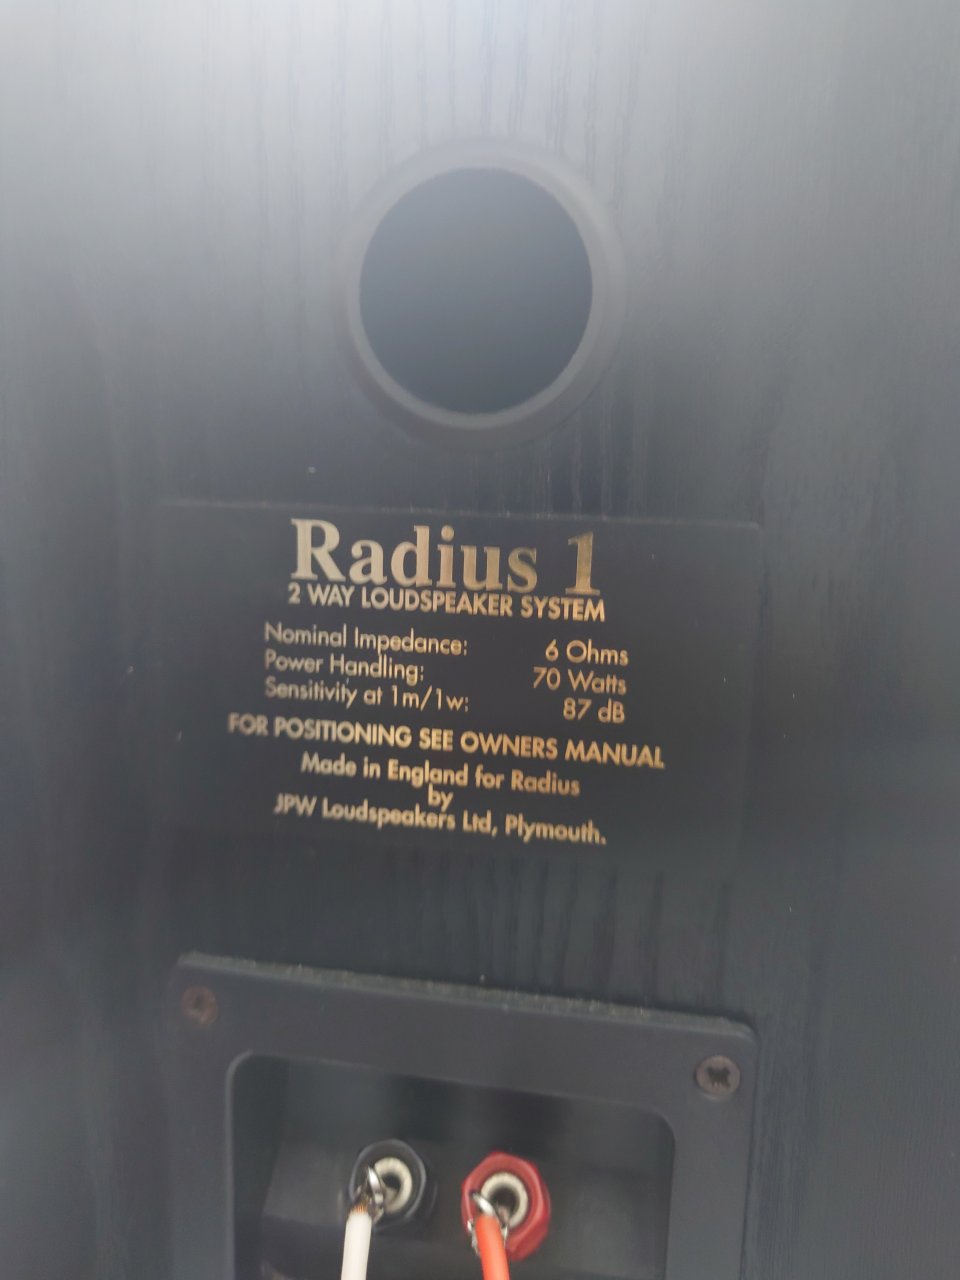 Radius 1
2 WAY LOUDSPEAKER SYSTEM
Nominal Impedance: 6 Ohms
Power Handling: 70 Watts
Sensitivity at 1m/1w: 87 dB
FOR POSITIONING SEE OWNERS MANUAL
Made in England for Radius
by
JPW Loudspeakers Ltd, Plymouth.